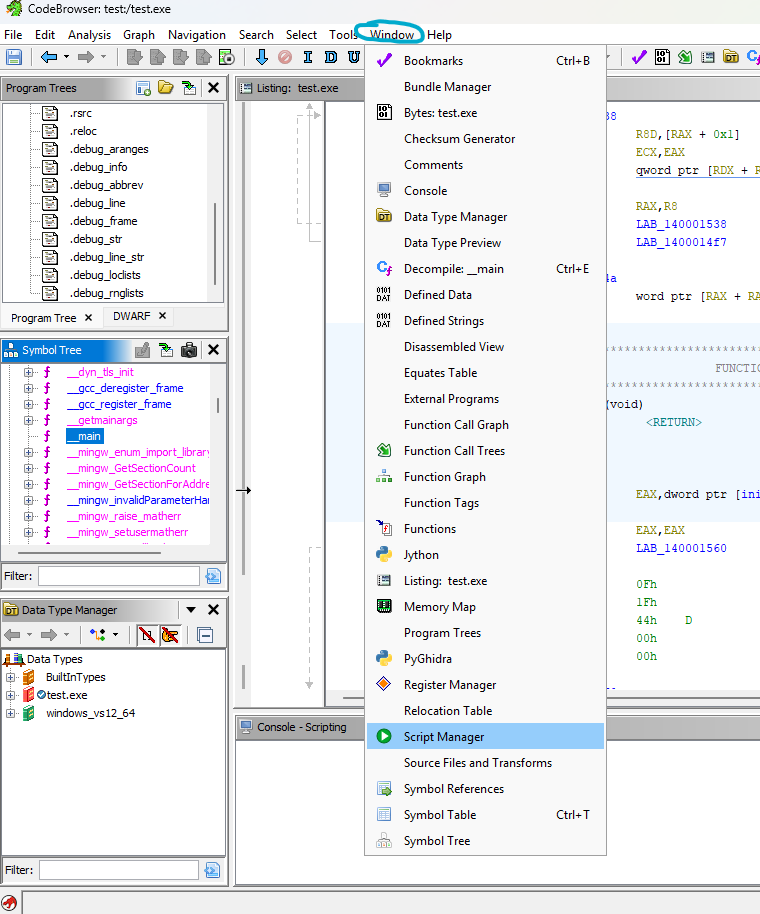 CodeBrowser: test:/test.exe
File Edit Analysis Graph Navigation Search Select Tools Window Help
I D U
Program Trees
.rsrc
.reloc
.debug_aranges
.debug_info
.debug_abbrev
.debug_line
.debug_frame
.debug_str
.debug_line_str
.debug_loclists
.debug_rnglists
Program Tree
DWARF
Symbol Tree
__dyn_tls_init
__gcc_deregister_frame
__gcc_register_frame
__getmainargs
__main
__mingw_enum_import_library
__mingw_GetSectionCount
__mingw_GetSectionForAddre
__mingw_invalidParameterHan
__mingw_raise_matherr
__mingw_setusermatherr
Filter:
Data Type Manager
Data Types
BuiltInTypes
test.exe
windows_vs12_64
Filter:
Listing: test.exe
Console - Scripting
Bookmarks Ctrl+B
Bundle Manager
Bytes: test.exe
Checksum Generator
Comments
Console
Data Type Manager
Data Type Preview
Decompile: __main Ctrl+E
Defined Data
Defined Strings
Disassembled View
Equates Table
External Programs
Function Call Graph
Function Call Trees
Function Graph
Function Tags
Functions
Jython
Listing: test.exe
Memory Map
Program Trees
PyGhidra
Register Manager
Relocation Table
Script Manager
Source Files and Transforms
Symbol References
Symbol Table Ctrl+T
Symbol Tree
38
R8D,[RAX + 0x1]
ECX,EAX
qword ptr [RDX + R
RAX,R8
LAB_140001538
LAB_1400014f7
4a
word ptr [RAX + RA
FUNCTIO
(void)
<RETURN>
EAX,dword ptr [ini
EAX,EAX
LAB_140001560
0Fh
1Fh
44h D
00h
00h